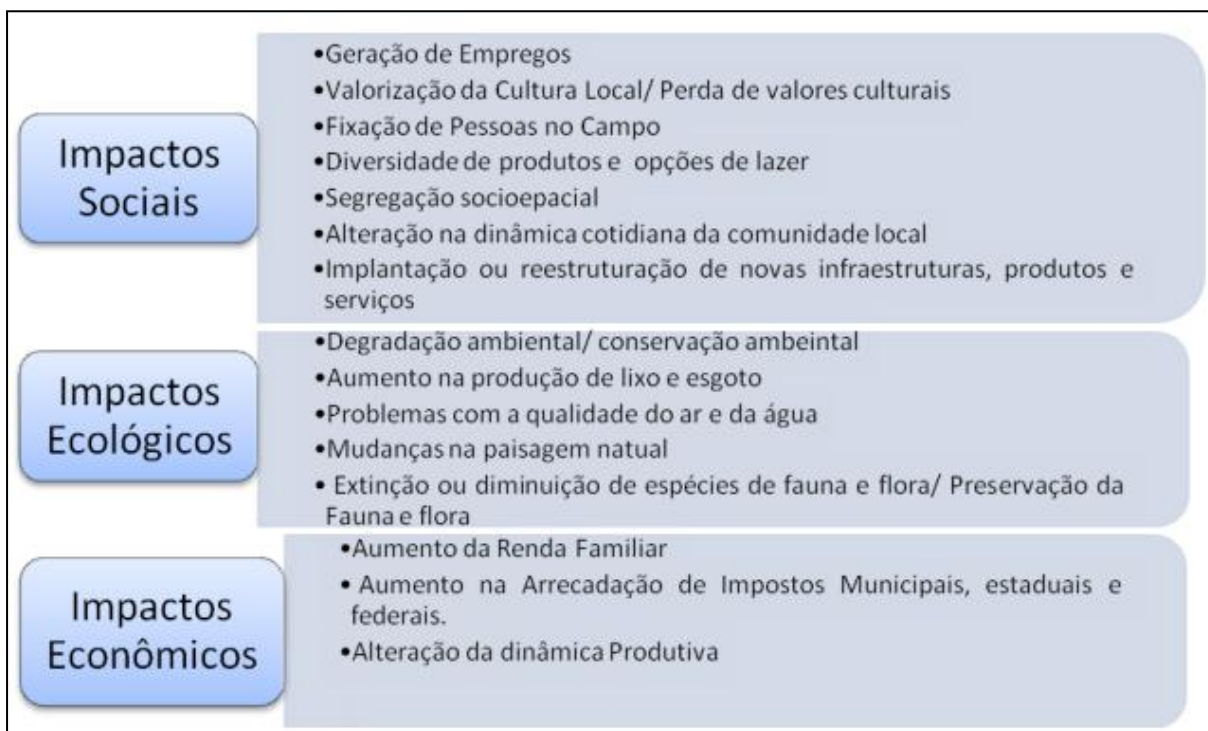 Impactos
Sociais
•Geração de Empregos
•Valorização da Cultura Local/ Perda de valores culturais
•Fixação de Pessoas no Campo
•Diversidade de produtos e opções de lazer
•Segregação socioepacial
•Alteração na dinâmica cotidiana da comunidade local
•Implantação ou reestruturação de novas infraestruturas, produtos e
serviços
Impactos
Ecológicos
•Degradação ambiental/ conservação ambeintal
•Aumento na produção de lixo e esgoto
•Problemas com a qualidade do ar e da água
•Mudanças na paisagem natual
• Extinção ou diminuição de espécies de fauna e flora/ Preservação da
Fauna e flora
Impactos
Econômicos
•Aumento da Renda Familiar
• Aumento na Arrecadação de Impostos Municipais, estaduais e
federais.
•Alteração da dinâmica Produtiva